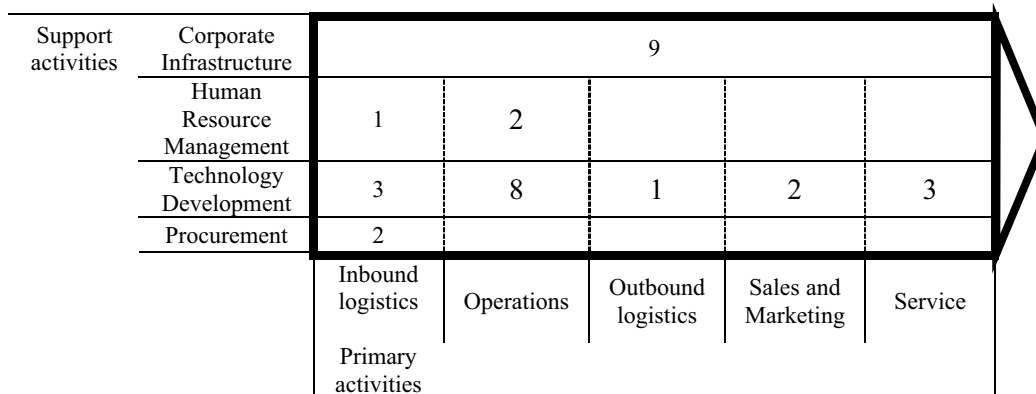 Support activities
Corporate Infrastructure
9
Human Resource Management
1
2
Technology Development
3
8
1
2
3
Procurement
2
Inbound logistics
Operations
Outbound logistics
Sales and Marketing
Service
Primary activities